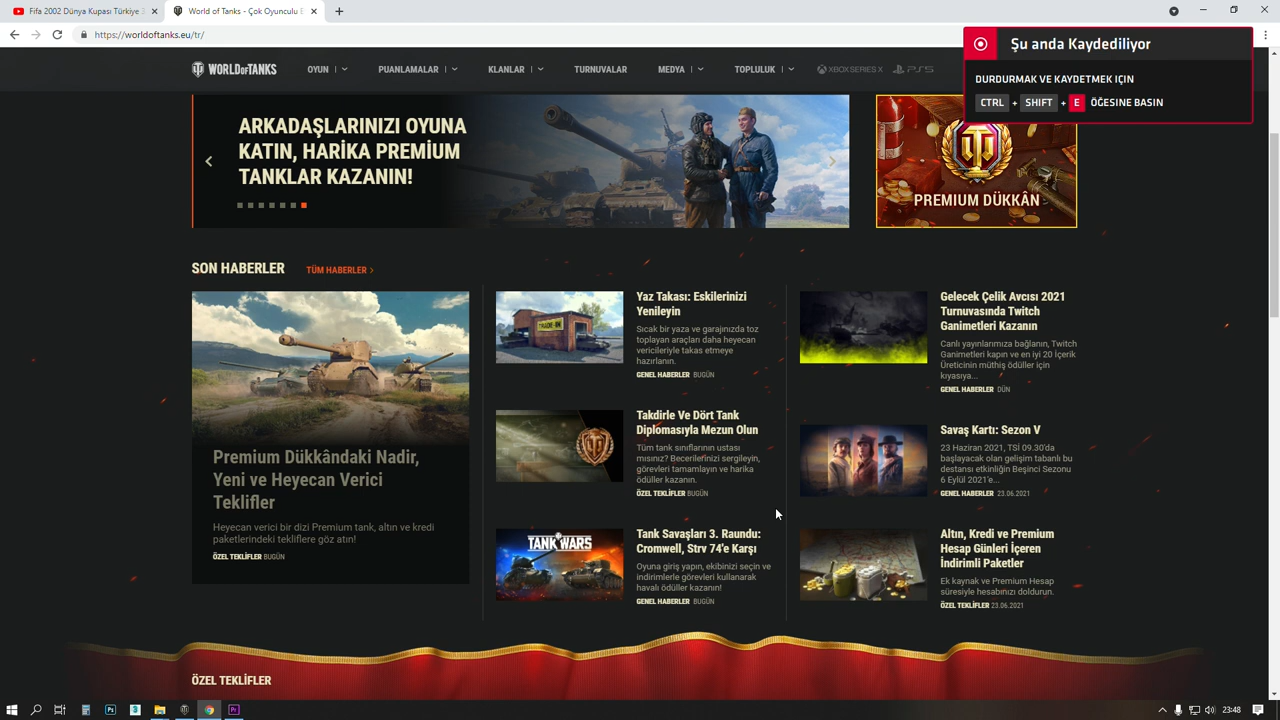 Fifa 2002 Dünyası Türkiye
World of Tanks — Ücretsiz Çevri
https://worldoftanks.eu/tr/
Şu anda Kaydediliyor
DURDURMAK VE KAYDETMEK IÇIN
CTRL + SHIFT + E ÖĞESINE BASIN
WORLD OF TANKS
OYUN
PUANLAMALAR
KLANLAR
TURNUVALAR
MEDYA
TOPLULUK
XBOX SERIES X
PS5
ARKADAŞLARINIZI OYUNA
KATIN, HARİKA PREMİUM
TANKLAR KAZANIN!
PREMIUM DÜKKÂN
SON HABERLER
TÜM HABERLER
Premium Dükkândaki Nadir,
Yeni ve Heyecan Verici
Teklifler
Heyecan verici bir dizi Premium tank, altın ve kredi
paketlerindeki tekliflere göz atın!
ÖZEL TEKLİFLER BUGÜN
Yaz Takası: Eskilerinizi
Yenileyin
Sıcak bir yaza ve garajınızda toz
toplayan araçları daha heyecan
vericileriyle takas etmeye
hazırlanın.
GENEL HABERLER BUGÜN
Takdirle Ve Dört Tank
Diplomasıyla Mezun Olun
Tüm tank sınıflarının ustası
mısınız? Becerilerinizi sergileyin,
görevleri tamamlayın ve harika
ödüller kazanın.
ÖZEL TEKLİFLER BUGÜN
TANK WARS
Tank Savaşları 3. Raundu:
Cromwell, Strv 74'e Karşı
Oyuna giriş yapın, ekibinizi seçin ve
indirimlerle görevleri kullanarak
havalı ödüller kazanın!
GENEL HABERLER BUGÜN
Gelecek Çelik Avcısı 2021
Turnuvasında Twitch
Ganimetleri Kazanın
Canlı yayınlarımıza bağlanın, Twitch
Ganimetleri kapın ve en iyi 20 İçerik
Üreticinin müthiş ödüller için
kıyasıya...
GENEL HABERLER DÜN
Savaş Kartı: Sezon V
23 Haziran 2021, TSİ 09.30'da
başlayacak olan gelişim tabanlı bu
destansı etkinliğin Beşinci Sezonu
6 Eylül 2021'e...
GENEL HABERLER 23.06.2021
Altın, Kredi ve Premium
Hesap Günleri İçeren
İndirimli Paketler
Ek kaynak ve Premium Hesap
süresiyle hesabınızı doldurun.
ÖZEL TEKLİFLER 23.06.2021
ÖZEL TEKLİFLER
23:48